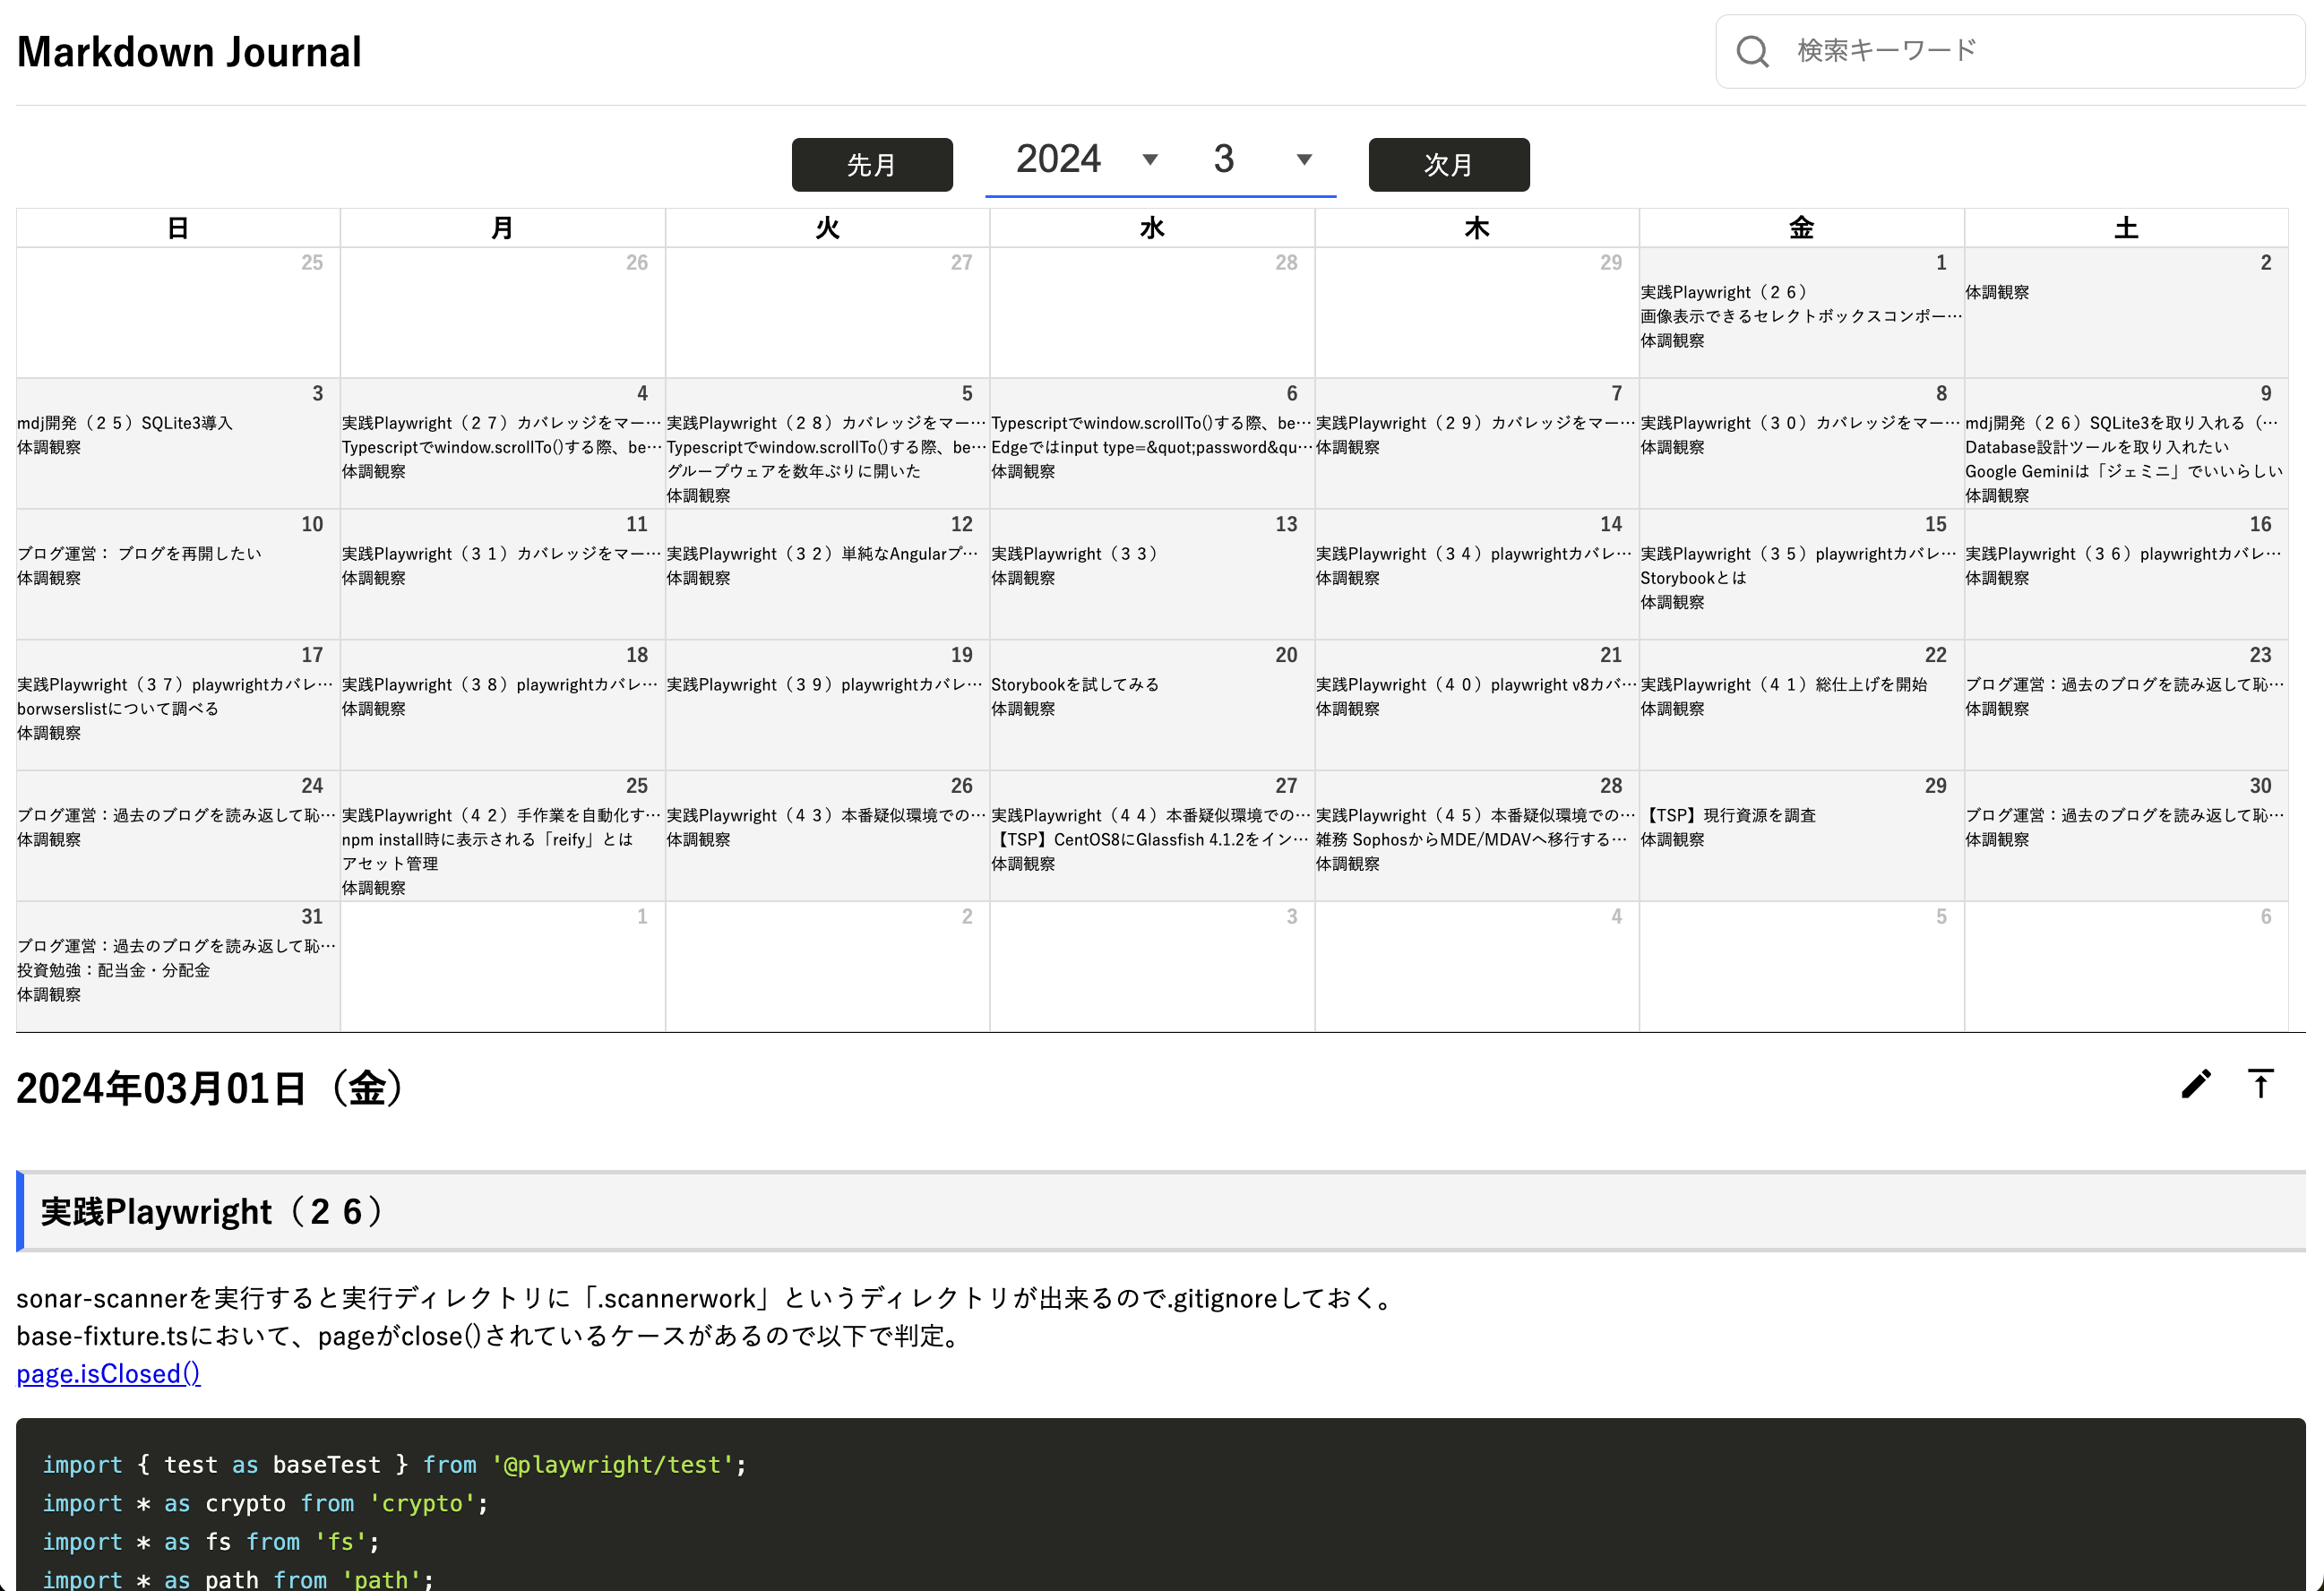 Markdown Journal
検索キーワード
先月
2024
3
次月
日
月
火
水
木
金
土
25
26
27
28
29
1
実践Playwright（２６）
画像表示できるセレクトボックスコンポー…
体調観察
2
体調観察
3
mdj開発（２５）SQLite3導入
体調観察
4
実践Playwright（２７）カバレッジをマー…
Typescriptでwindow.scrollTo()する際、be…
体調観察
5
実践Playwright（２８）カバレッジをマー…
Typescriptでwindow.scrollTo()する際、be…
グループウェアを数年ぶりに開いた
体調観察
6
Typescriptでwindow.scrollTo()する際、be…
Edgeではinput type=&quot;password&qu…
体調観察
7
実践Playwright（２９）カバレッジをマー…
体調観察
8
実践Playwright（３０）カバレッジをマー…
体調観察
9
mdj開発（２６）SQLite3を取り入れる（…
Database設計ツールを取り入れたい
Google Geminiは「ジェミニ」でいいらしい
体調観察
10
ブログ運営： ブログを再開したい
体調観察
11
実践Playwright（３１）カバレッジをマー…
体調観察
12
実践Playwright（３２）単純なAngularプ…
体調観察
13
実践Playwright（３３）
体調観察
14
実践Playwright（３４）playwrightカバレ…
体調観察
15
実践Playwright（３５）playwrightカバレ…
Storybookとは
体調観察
16
実践Playwright（３６）playwrightカバレ…
体調観察
17
実践Playwright（３７）playwrightカバレ…
borwserslistについて調べる
体調観察
18
実践Playwright（３８）playwrightカバレ…
体調観察
19
実践Playwright（３９）playwrightカバレ…
20
Storybookを試してみる
体調観察
21
実践Playwright（４０）playwright v8カバ…
体調観察
22
実践Playwright（４１）総仕上げを開始
体調観察
23
ブログ運営：過去のブログを読み返して恥…
体調観察
24
ブログ運営：過去のブログを読み返して恥…
体調観察
25
実践Playwright（４２）手作業を自動化す…
npm install時に表示される「reify」とは
アセット管理
体調観察
26
実践Playwright（４３）本番疑似環境での…
体調観察
27
実践Playwright（４４）本番疑似環境での…
【TSP】CentOS8にGlassfish 4.1.2をイン…
体調観察
28
実践Playwright（４５）本番疑似環境での…
雑務 SophosからMDE/MDAVへ移行する…
体調観察
29
【TSP】現行資源を調査
体調観察
30
ブログ運営：過去のブログを読み返して恥…
体調観察
31
ブログ運営：過去のブログを読み返して恥…
投資勉強：配当金・分配金
体調観察
1
2
3
4
5
6
2024年03月01日（金）
実践Playwright（２６）
sonar-scannerを実行すると実行ディレクトリに「.scannerwork」というディレクトリが出来るので.gitignoreしておく。
base-fixture.tsにおいて、pageがclose()されているケースがあるので以下で判定。
page.isClosed()
import { test as baseTest } from '@playwright/test';
import * as crypto from 'crypto';
import * as fs from 'fs';
import * as path from 'path';